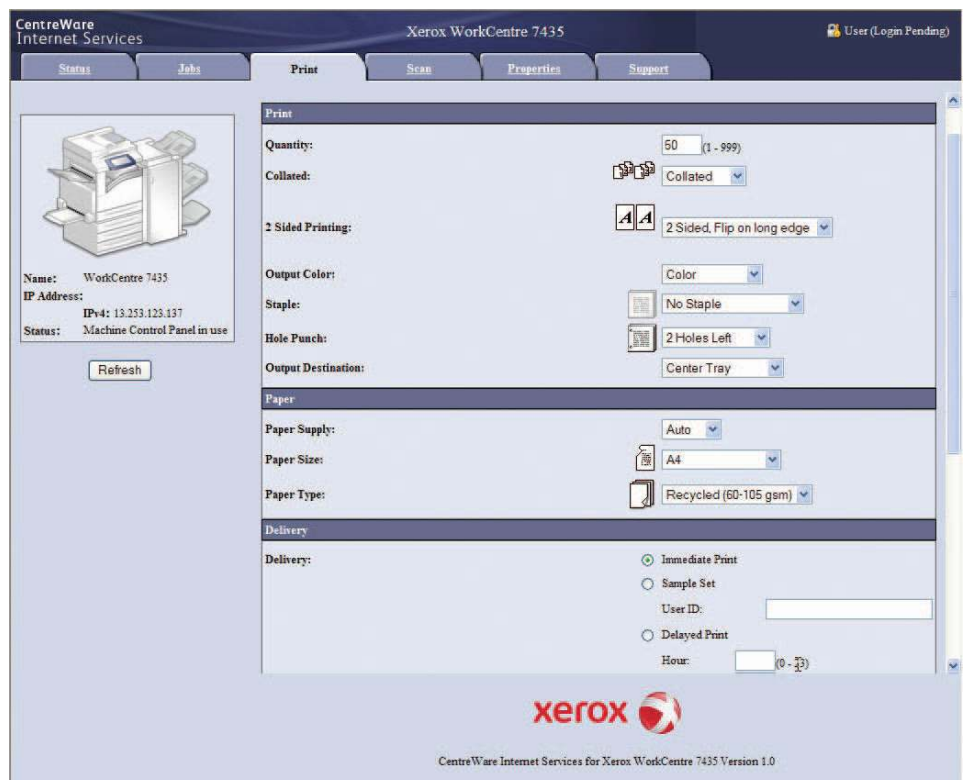 CentreWare
Internet Services
Xerox WorkCentre 7435
User (Login Pending)
Status
Jobs
Print
Scan
Properties
Support
Name: WorkCentre 7435
IP Address:
IPv4: 13.253.123.137
Status: Machine Control Panel in use
Refresh
Print
Quantity: 50 (1 - 999)
Collated: Collated
2 Sided Printing: A A 2 Sided, Flip on long edge
Output Color: Color
Staple: No Staple
Hole Punch: 2 Holes Left
Output Destination: Center Tray
Paper
Paper Supply: Auto
Paper Size: A4
Paper Type: Recycled (60-105 gsm)
Delivery
Delivery: Immediate Print
Sample Set
User ID:
Delayed Print
Hour:
xerox
CentreWare Internet Services for Xerox WorkCentre 7435 Version 1.0